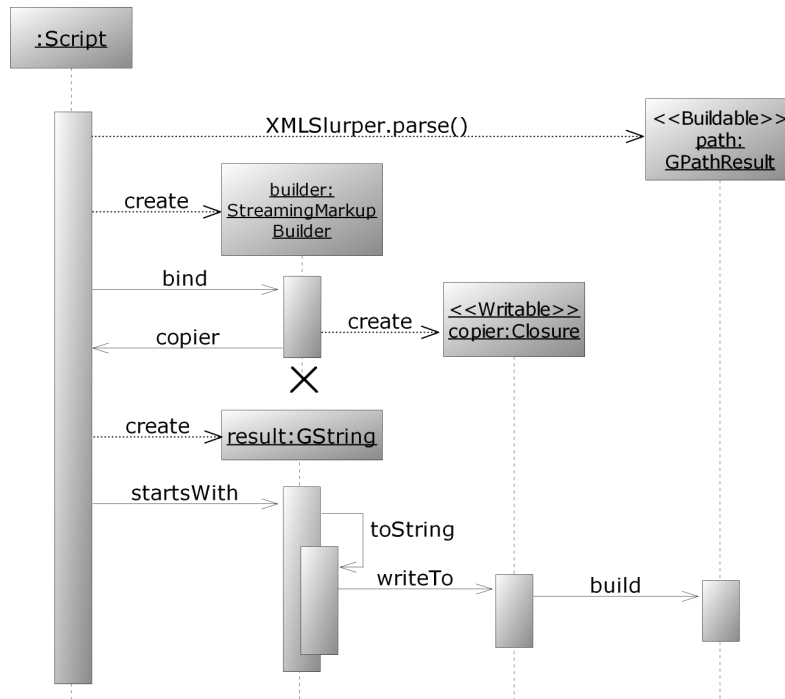 :Script
XMLSlurper.parse()
<<Buildable>>
path:
GPathResult
create
builder:
StreamingMarkup
Builder
bind
create
<<Writable>>
copier:Closure
copier
create
result:GString
startsWith
toString
writeTo
build